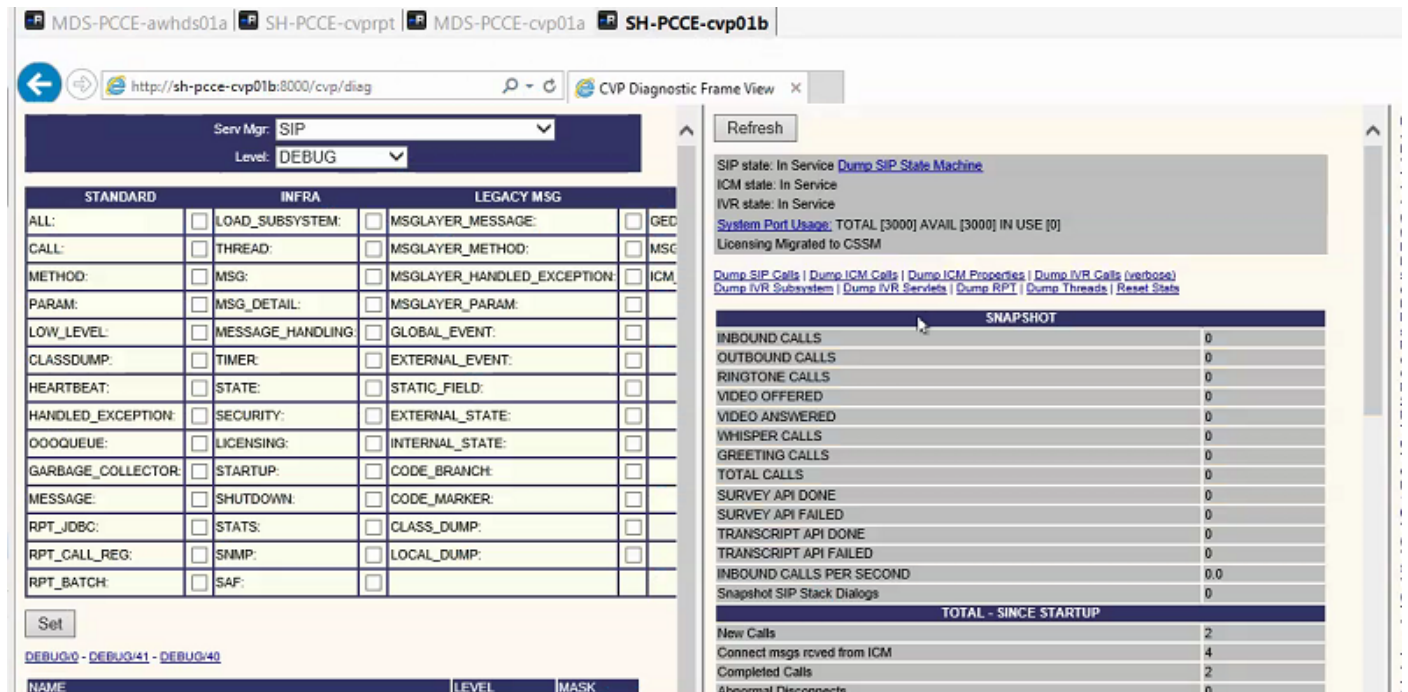 MDS-PCCE-awhds01a SH-PCCE-cvprpt MDS-PCCE-cvp01a SH-PCCE-cvp01b
http://sh-pcce-cvp01b:8000/cvp/diag CVP Diagnostic Frame View
Serv Mgr: SIP
Level: DEBUG
STANDARD INFRA LEGACY MSG
ALL: LOAD_SUBSYSTEM: MSGLAYER_MESSAGE: GED
CALL: THREAD: MSGLAYER_METHOD: MSG
METHOD: MSG: MSGLAYER_HANDLED_EXCEPTION: ICM_
PARAM: MSG_DETAIL: MSGLAYER_PARAM:
LOW_LEVEL: MESSAGE_HANDLING: GLOBAL_EVENT:
CLASSDUMP: TIMER: EXTERNAL_EVENT:
HEARTBEAT: STATE: STATIC_FIELD:
HANDLED_EXCEPTION: SECURITY: EXTERNAL_STATE:
OOOQUEUE: LICENSING: INTERNAL_STATE:
GARBAGE_COLLECTOR: STARTUP: CODE_BRANCH:
MESSAGE: SHUTDOWN: CODE_MARKER:
RPT_JDBC: STATS: CLASS_DUMP:
RPT_CALL_REG: SNMP: LOCAL_DUMP:
RPT_BATCH: SAF:
Set
DEBUG/0 - DEBUG/41 - DEBUG/40
NAME LEVEL MASK
Refresh
SIP state: In Service Dump SIP State Machine
ICM state: In Service
IVR state: In Service
System Port Usage: TOTAL [3000] AVAIL [3000] IN USE [0]
Licensing Migrated to CSSM
Dump SIP Calls | Dump ICM Calls | Dump ICM Properties | Dump IVR Calls (verbose)
Dump IVR Subsystem | Dump IVR Servlets | Dump RPT | Dump Threads | Reset Stats
SNAPSHOT
INBOUND CALLS 0
OUTBOUND CALLS 0
RINGTONE CALLS 0
VIDEO OFFERED 0
VIDEO ANSWERED 0
WHISPER CALLS 0
GREETING CALLS 0
TOTAL CALLS 0
SURVEY API DONE 0
SURVEY API FAILED 0
TRANSCRIPT API DONE 0
TRANSCRIPT API FAILED 0
INBOUND CALLS PER SECOND 0.0
Snapshot SIP Stack Dialogs 0
TOTAL - SINCE STARTUP
New Calls 2
Connect msgs rcved from ICM 4
Completed Calls 2
Abnormal Disconnects 0